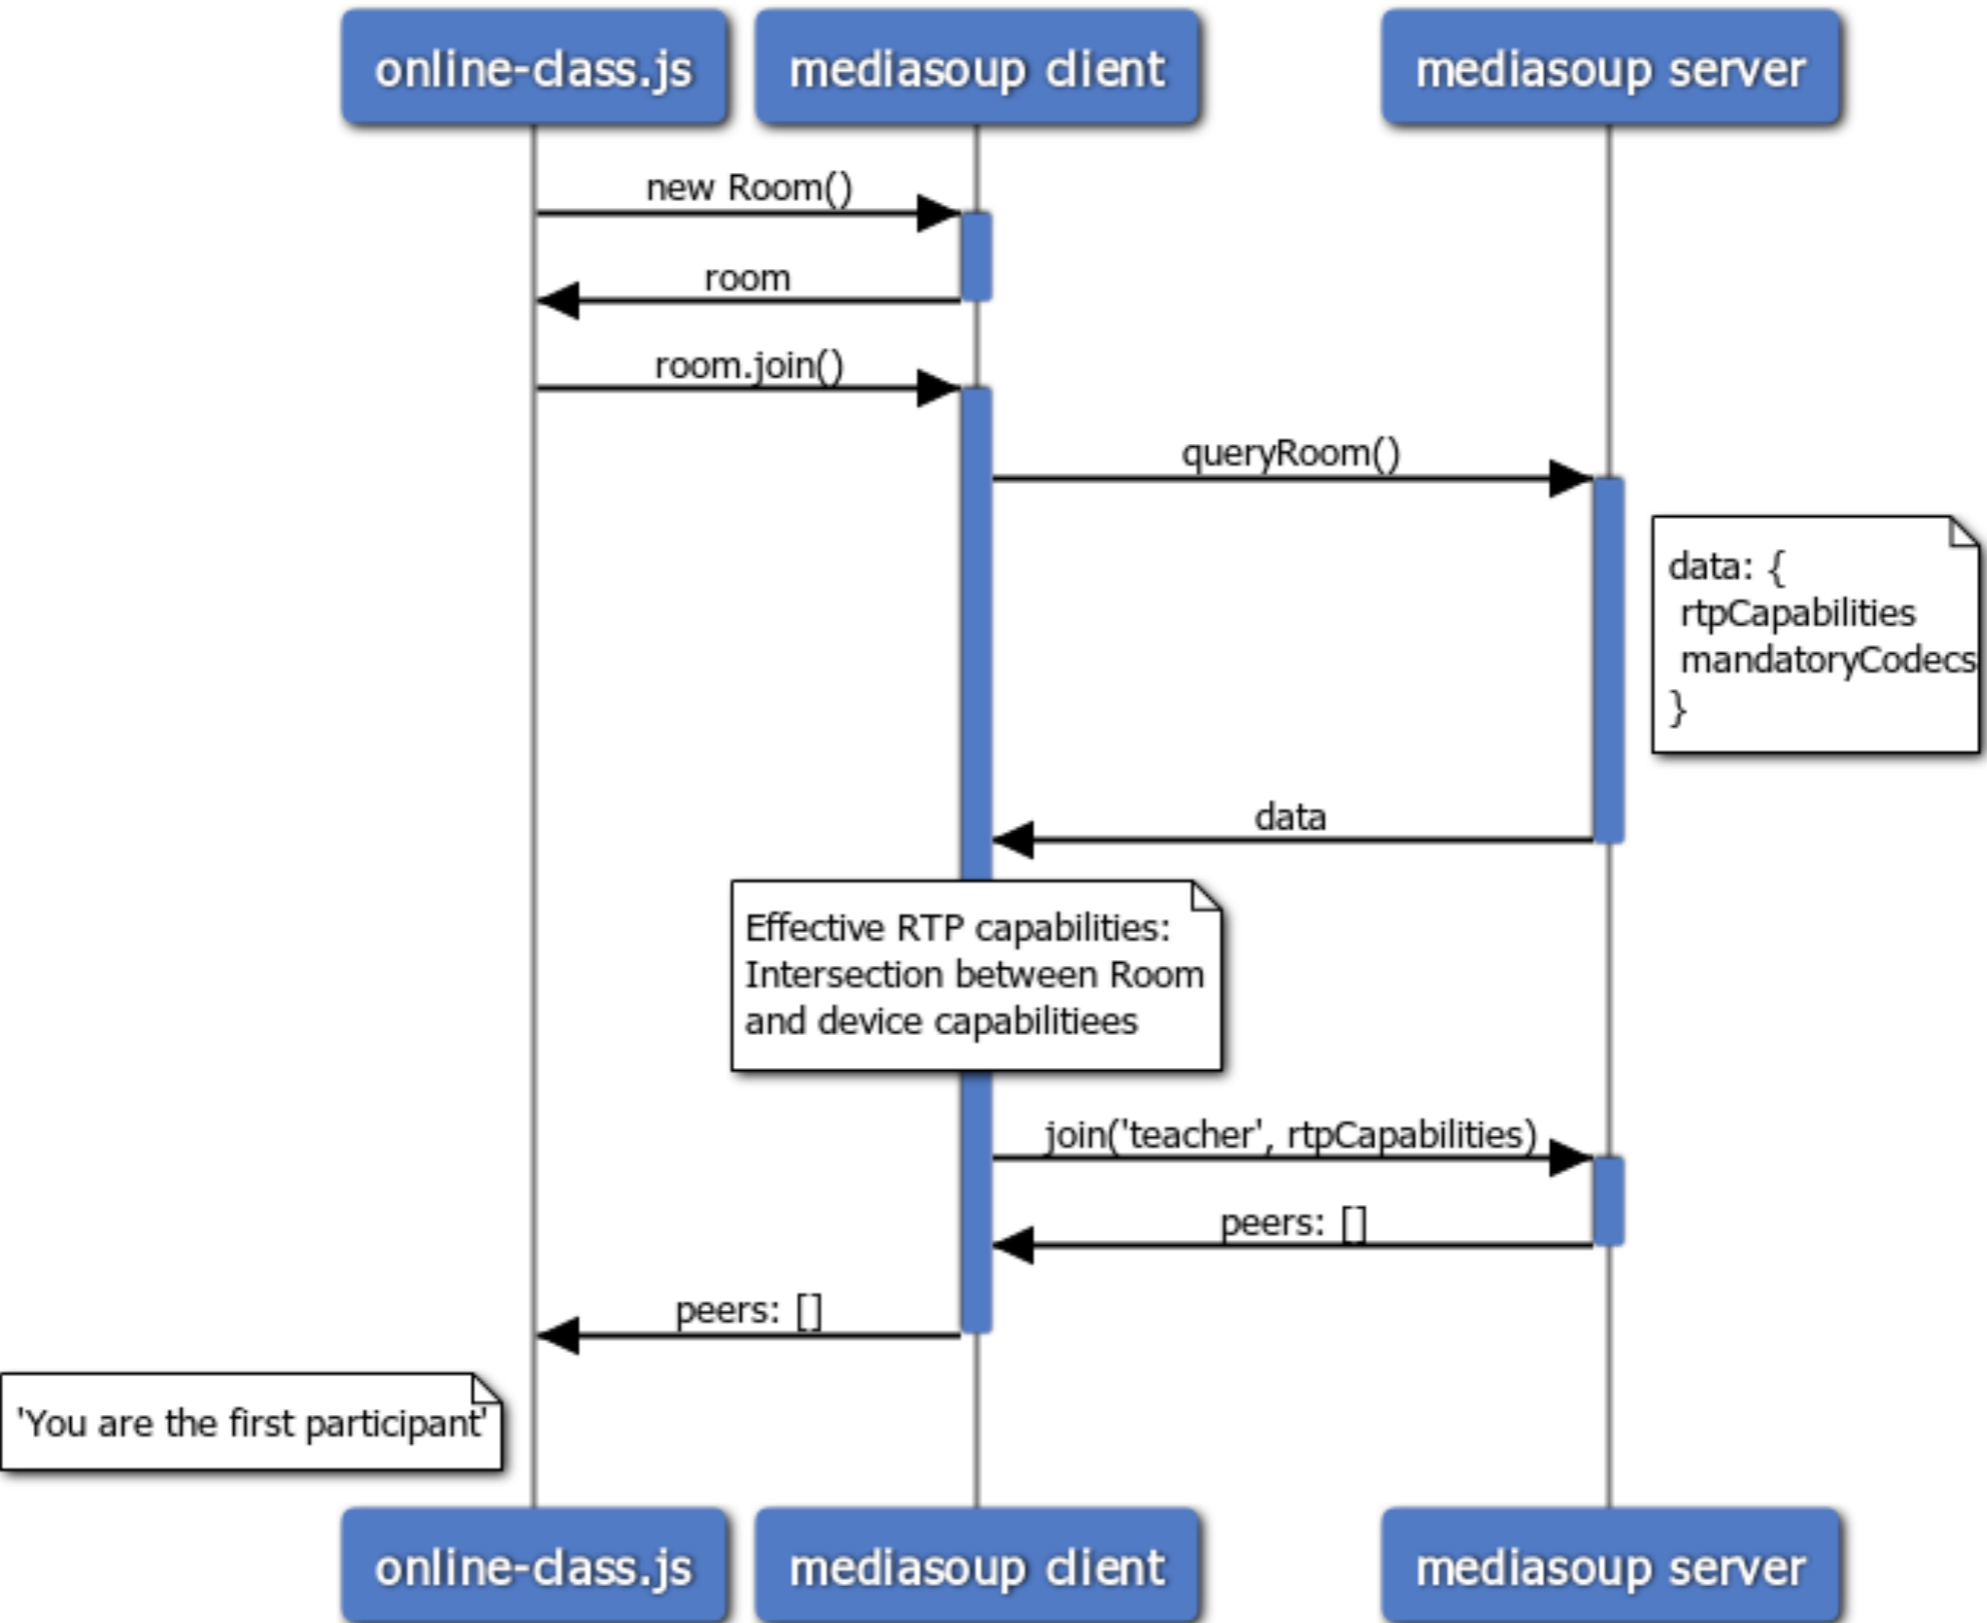 online-class.js
mediasoup client
mediasoup server
new Room()
room
room.join()
queryRoom()
data: {
rtpCapabilities
mandatoryCodecs
}
data
Effective RTP capabilities:
Intersection between Room
and device capabilitiees
join('teacher', rtpCapabilities)
peers: []
peers: []
'You are the first participant'
online-class.js
mediasoup client
mediasoup server